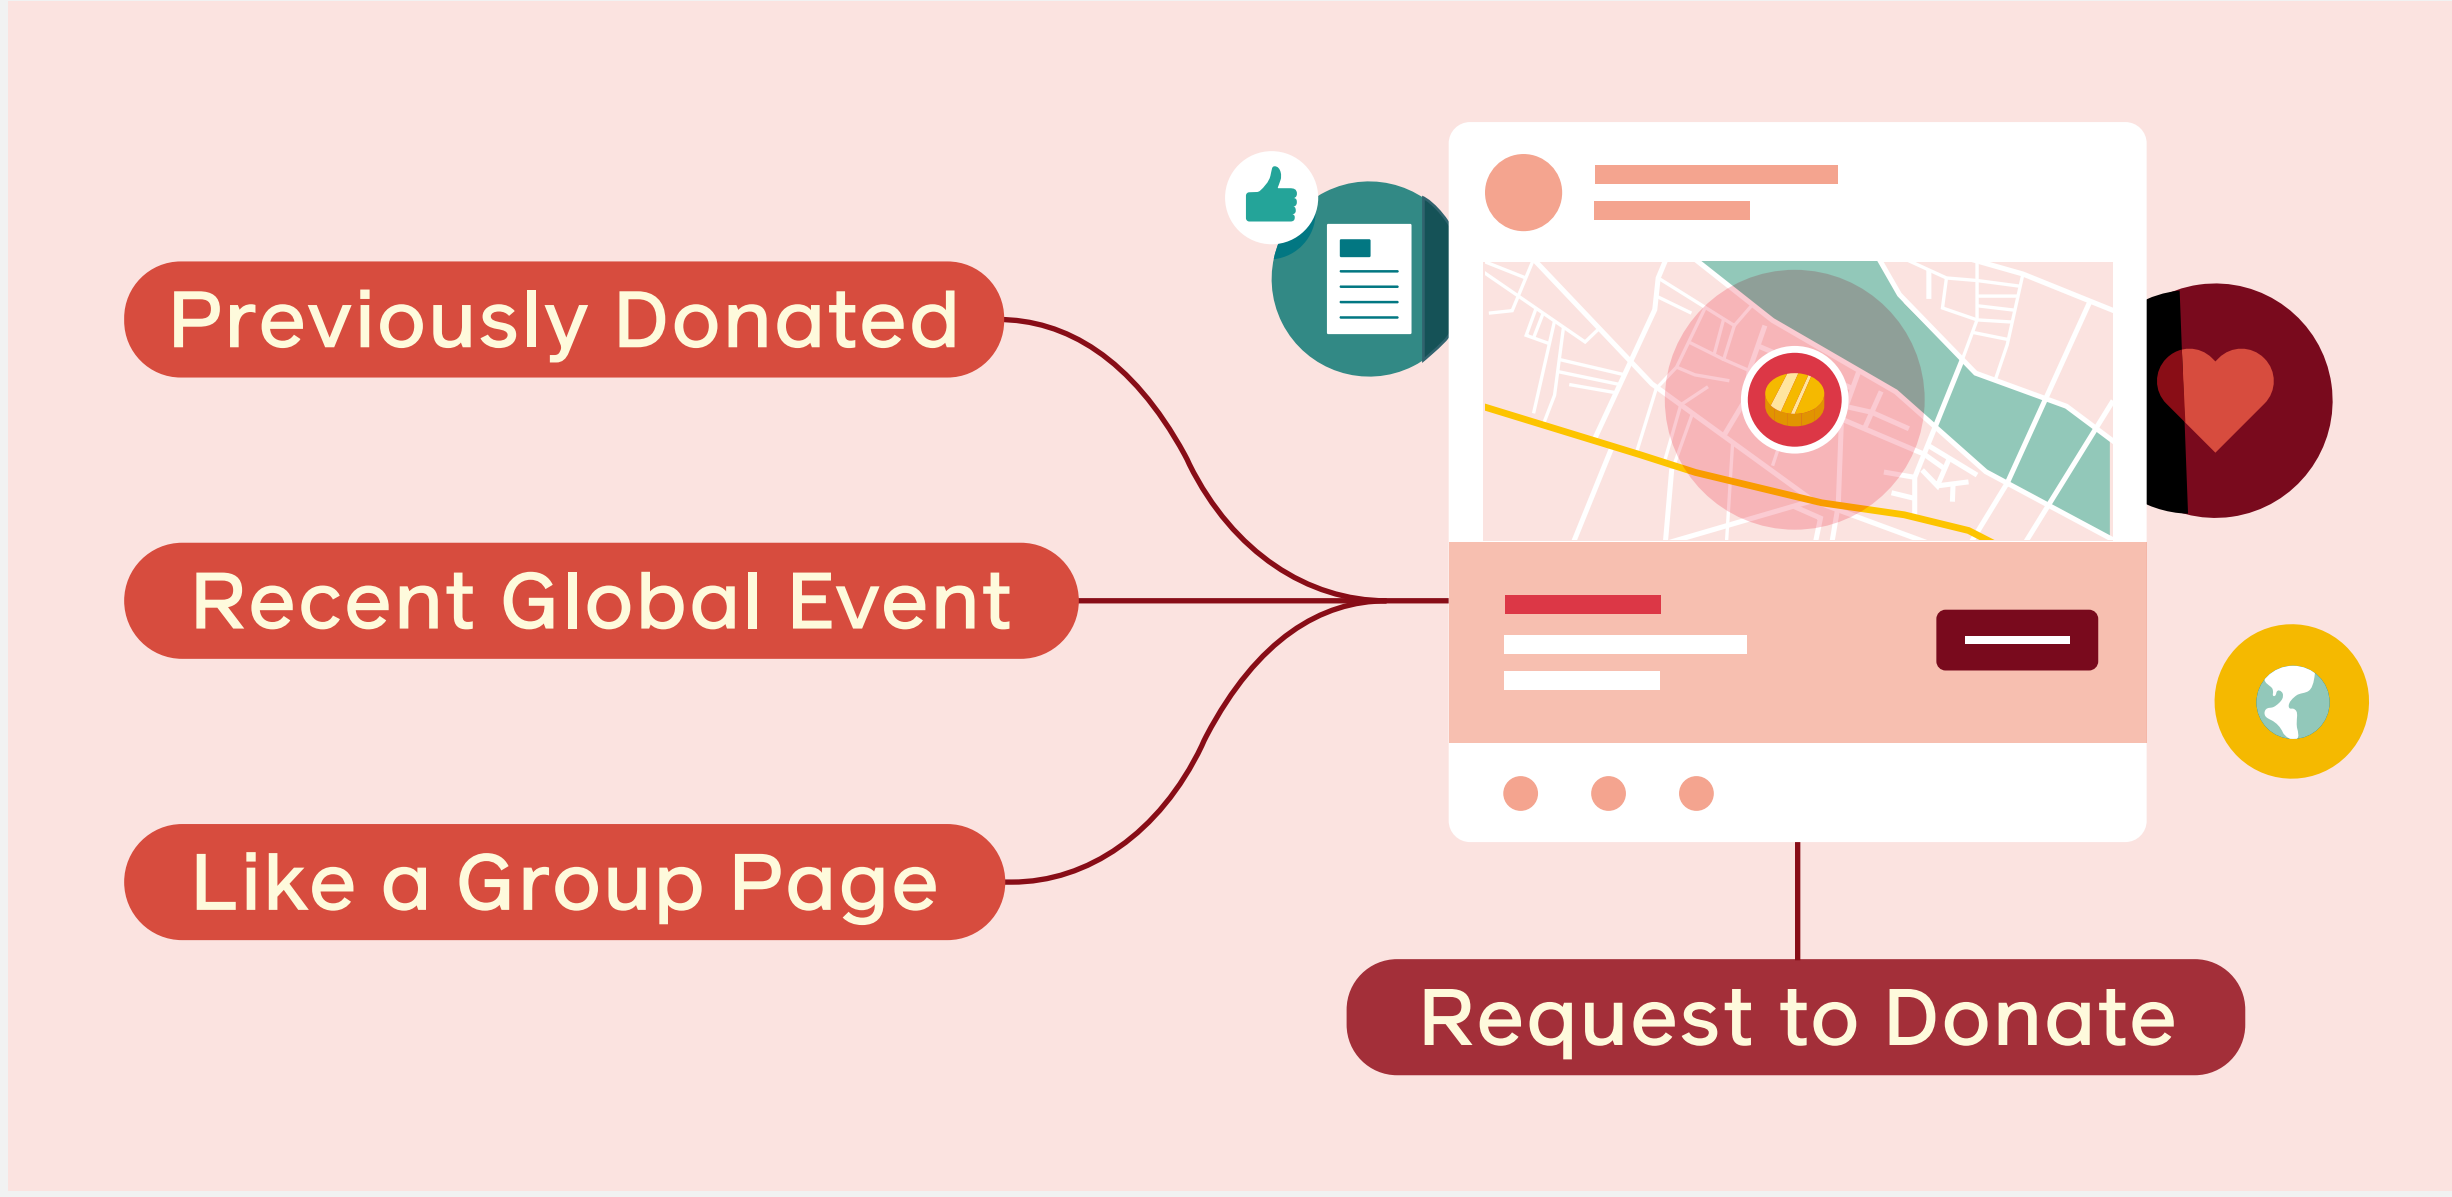 Previously Donated
Recent Global Event
Like a Group Page
Request to Donate